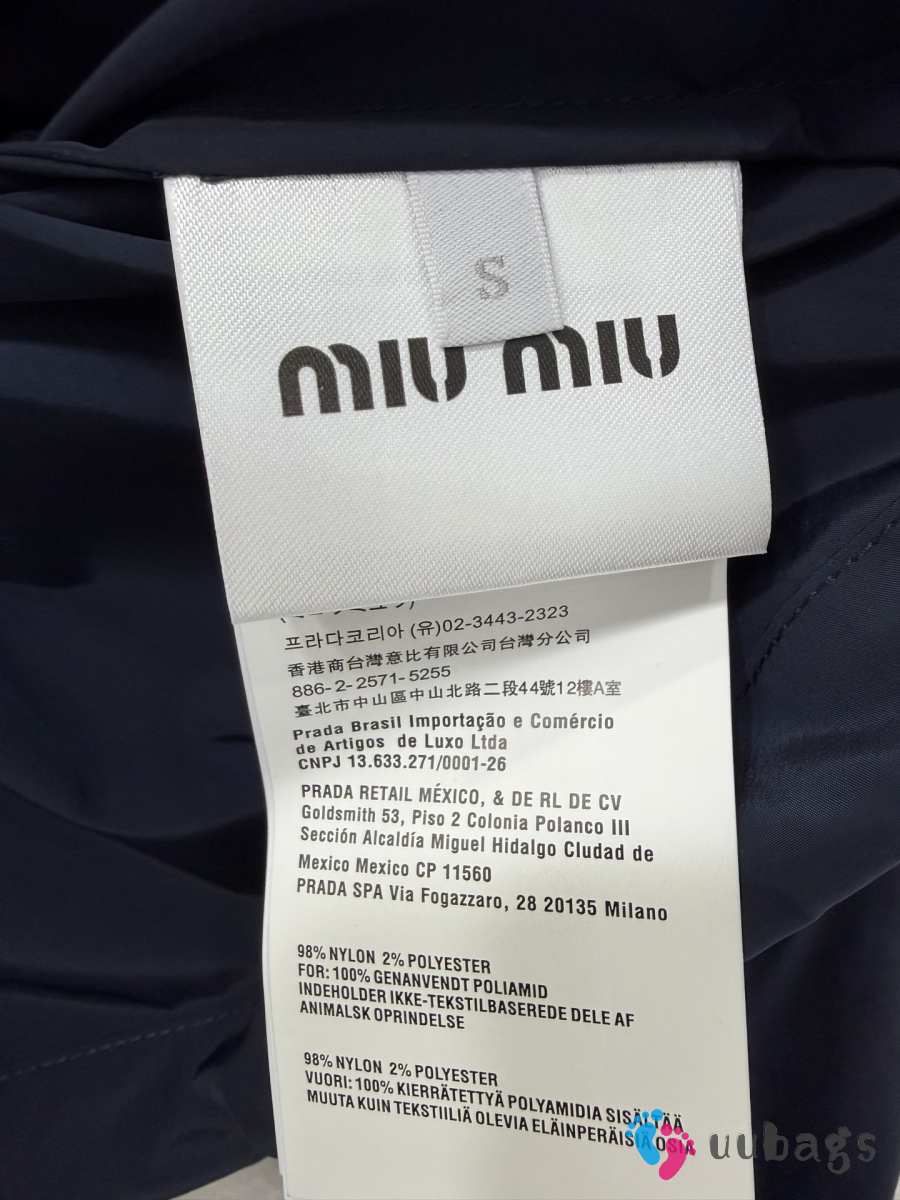 S
miu miu
프라다코리아 (유)02-3443-2323
香港商台灣意比有限公司台灣分公司
886-2-2571-5255
臺北市中山區中山北路二段44號12樓A室
Prada Brasil Importação e Comércio
de Artigos de Luxo Ltda
CNPJ 13.633.271/0001-26
PRADA RETAIL MÉXICO, & DE RL DE CV
Goldsmith 53, Piso 2 Colonia Polanco III
Sección Alcaldía Miguel Hidalgo Cludad de
Mexico Mexico CP 11560
PRADA SPA Via Fogazzaro, 28 20135 Milano
98% NYLON 2% POLYESTER
FOR: 100% GENANVENDT POLIAMID
INDEHOLDER IKKE-TEKSTILBASEREDE DELE AF
ANIMALSK OPRINDELSE
98% NYLON 2% POLYESTER
VUORI: 100% KIERRÄTETTYÄ POLYAMIDIA SISÄLTÄÄ
MUUTA KUIN TEKSTIILIÄ OLEVIA ELÄINPERÄISIÄ OSIA
uubags